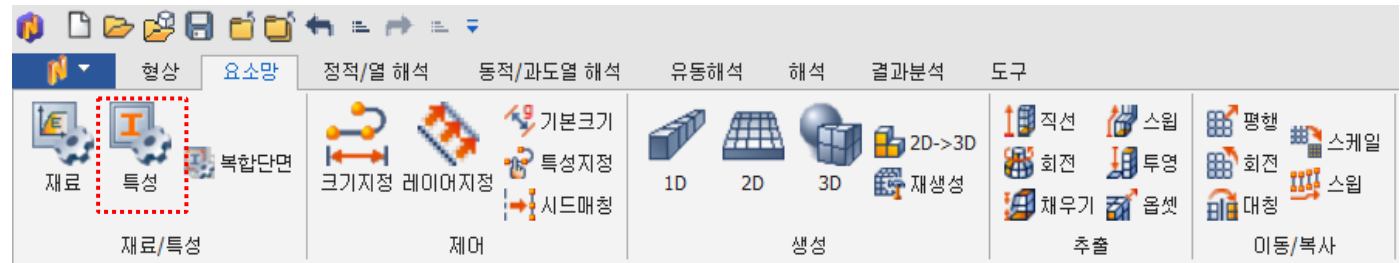 형상 요소망 정적/열 해석 동적/과도열 해석 유동해석 해석 결과분석 도구
재료 특성 복합단면
재료/특성
크기지정 레이어지정 기본크기
특성지정
시드매칭
제어
1D 2D 3D 2D->3D
재생성
생성
직선 스윕
회전 투영
채우기 옵셋
추출
평행 스케일
회전 스윕
대칭
이동/복사